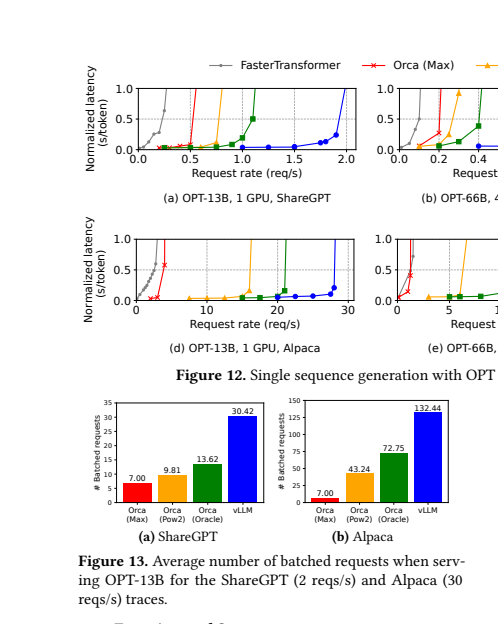 FasterTransformer Orca (Max)
Normalized latency
(s/token)
1.0
0.5
0.0
0.0 0.5 1.0 1.5 2.0
Request rate (req/s)
(a) OPT-13B, 1 GPU, ShareGPT
1.0
0.5
0.0
0.0 0.2 0.4
Request
(b) OPT-66B, 4
Normalized latency
(s/token)
1.0
0.5
0.0
0 10 20 30
Request rate (req/s)
(d) OPT-13B, 1 GPU, Alpaca
1.0
0.5
0.0
0 5 1
Request
(e) OPT-66B,
Figure 12. Single sequence generation with OPT
# Batched requests
35
30
25
20
15
10
5
0
7.00 9.81 13.62 30.42
Orca
(Max)
Orca
(Pow2)
Orca
(Oracle)
vLLM
(a) ShareGPT
# Batched requests
150
125
100
75
50
25
0
7.00 43.24 72.75 132.44
Orca
(Max)
Orca
(Pow2)
Orca
(Oracle)
vLLM
(b) Alpaca
Figure 13. Average number of batched requests when serv-
ing OPT-13B for the ShareGPT (2 reqs/s) and Alpaca (30
reqs/s) traces.